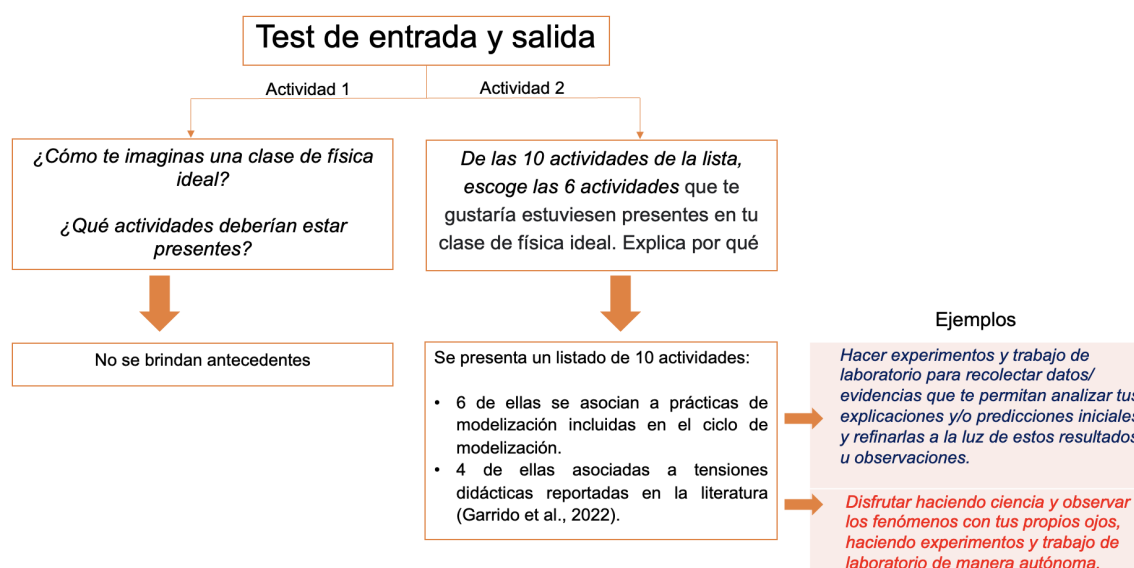 Test de entrada y salida
Actividad 1
Actividad 2
¿Cómo te imaginas una clase de física
ideal?
¿Qué actividades deberían estar
presentes?
De las 10 actividades de la lista,
escoge las 6 actividades que te
gustaría estuviesen presentes en tu
clase de física ideal. Explica por qué
No se brindan antecedentes
Se presenta un listado de 10 actividades:
• 6 de ellas se asocian a prácticas de
modelización incluidas en el ciclo de
modelización.
• 4 de ellas asociadas a tensiones
didácticas reportadas en la literatura
(Garrido et al., 2022).
Ejemplos
Hacer experimentos y trabajo de
laboratorio para recolectar datos/
evidencias que te permitan analizar tus
explicaciones y/o predicciones iniciales
y refinarlas a la luz de estos resultados
u observaciones.
Disfrutar haciendo ciencia y observar
los fenómenos con tus propios ojos,
haciendo experimentos y trabajo de
laboratorio de manera autónoma.